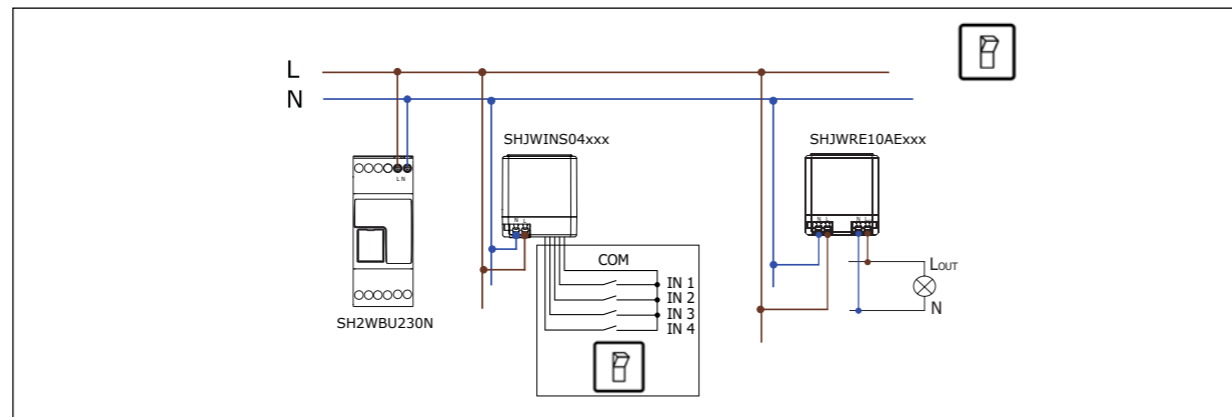 L
N
SHJWINS04xxx
SHJWRE10AExxx
L N
N L
N L
N L
COM
LOUT
IN 1
IN 2
N
IN 3
SH2WBU230N
IN 4